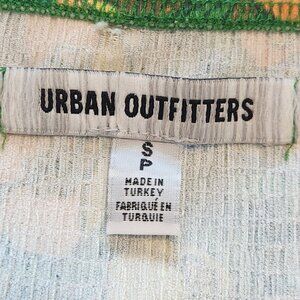 URBAN OUTFITTERS
S
P
MADE IN
TURKEY
FABRIQUÉ EN
TURQUIE